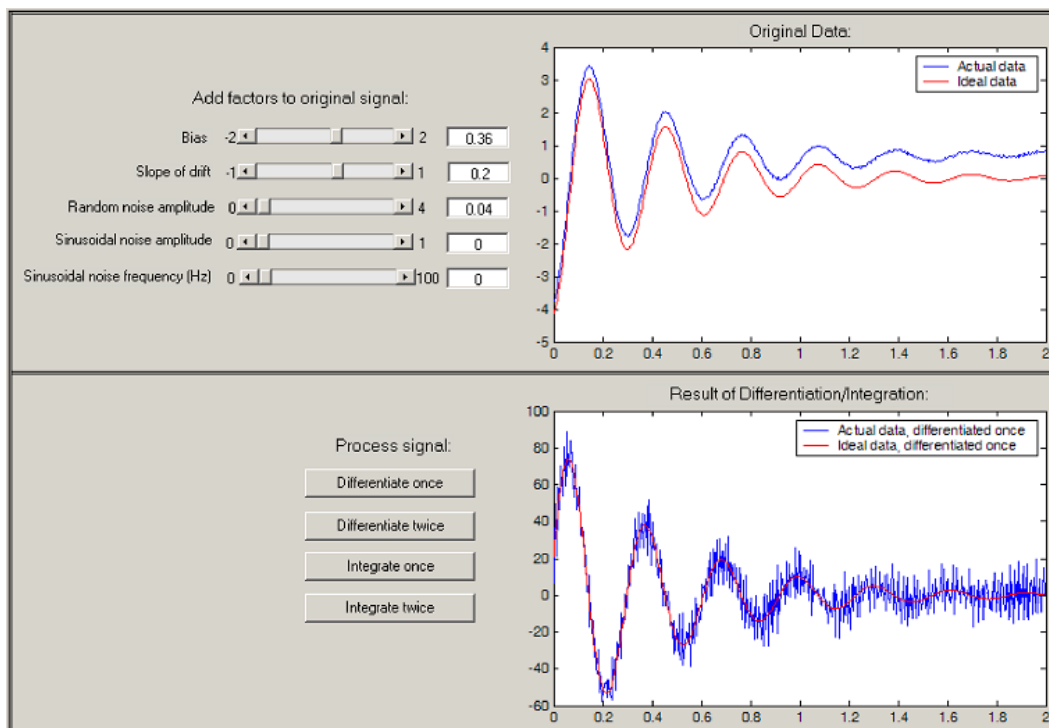 Add factors to original signal:
Bias -2 2 0.36
Slope of drift -1 1 0.2
Random noise amplitude 0 4 0.04
Sinusoidal noise amplitude 0 1 0
Sinusoidal noise frequency (Hz) 0 100 0
Original Data:
Actual data
Ideal data
4
3
2
1
0
-1
-2
-3
-4
-5
0 0.2 0.4 0.6 0.8 1 1.2 1.4 1.6 1.8 2
Process signal:
Differentiate once
Differentiate twice
Integrate once
Integrate twice
Result of Differentiation/Integration:
Actual data, differentiated once
Ideal data, differentiated once
100
80
60
40
20
0
-20
-40
-60
0 0.2 0.4 0.6 0.8 1 1.2 1.4 1.6 1.8 2